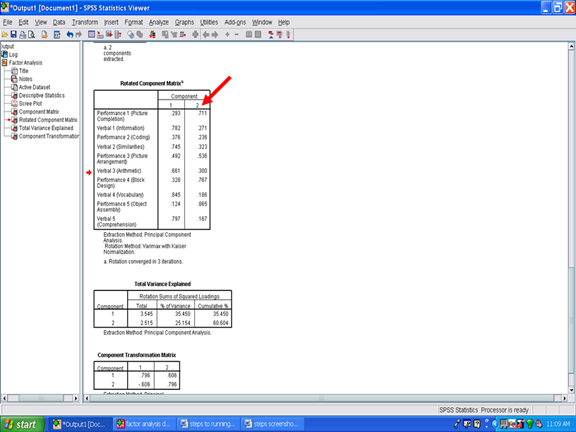 *Output1 [Document1] - SPSS Statistics Viewer
File Edit View Data Transform Insert Format Analyze Graphs Utilities Add-ons Window Help
utput
Log
Factor Analysis
Title
Notes
Active Dataset
Descriptive Statistics
Scree Plot
Component Matrix
Rotated Component Matrix
Total Variance Explained
Component Transformation
a. 2
components
extracted.
Rotated Component Matrix
Component
1 2
Performance 1 (Picture Completion) .293 .711
Verbal 1 (Information) .782 .271
Performance 2 (Coding) .376 .236
Verbal 2 (Similarities) .745 .323
Performance 3 (Picture Arrangement) .492 .536
Verbal 3 (Arithmetic) .661 .300
Performance 4 (Block Design) .328 .767
Verbal 4 (Vocabulary) .845 .186
Performance 5 (Object Assembly) .124 .865
Verbal 5 (Comprehension) .797 .167
Extraction Method: Principal Component
Analysis.
Rotation Method: Varimax with Kaiser
Normalization.
a. Rotation converged in 3 iterations.
Total Variance Explained
Rotation Sums of Squared Loadings
Component Total % of Variance Cumulative %
1 3.545 35.450 35.450
2 2.515 25.154 60.604
Extraction Method: Principal Component Analysis.
Component Transformation Matrix
Component 1 2
1 .796 .606
2 -.606 .796
Extraction Method: Principal
SPSS Statistics Processor is ready
start
*Output1 [Doc...
factor analysis d...
steps to running...
steps screensho...
11:09 AM